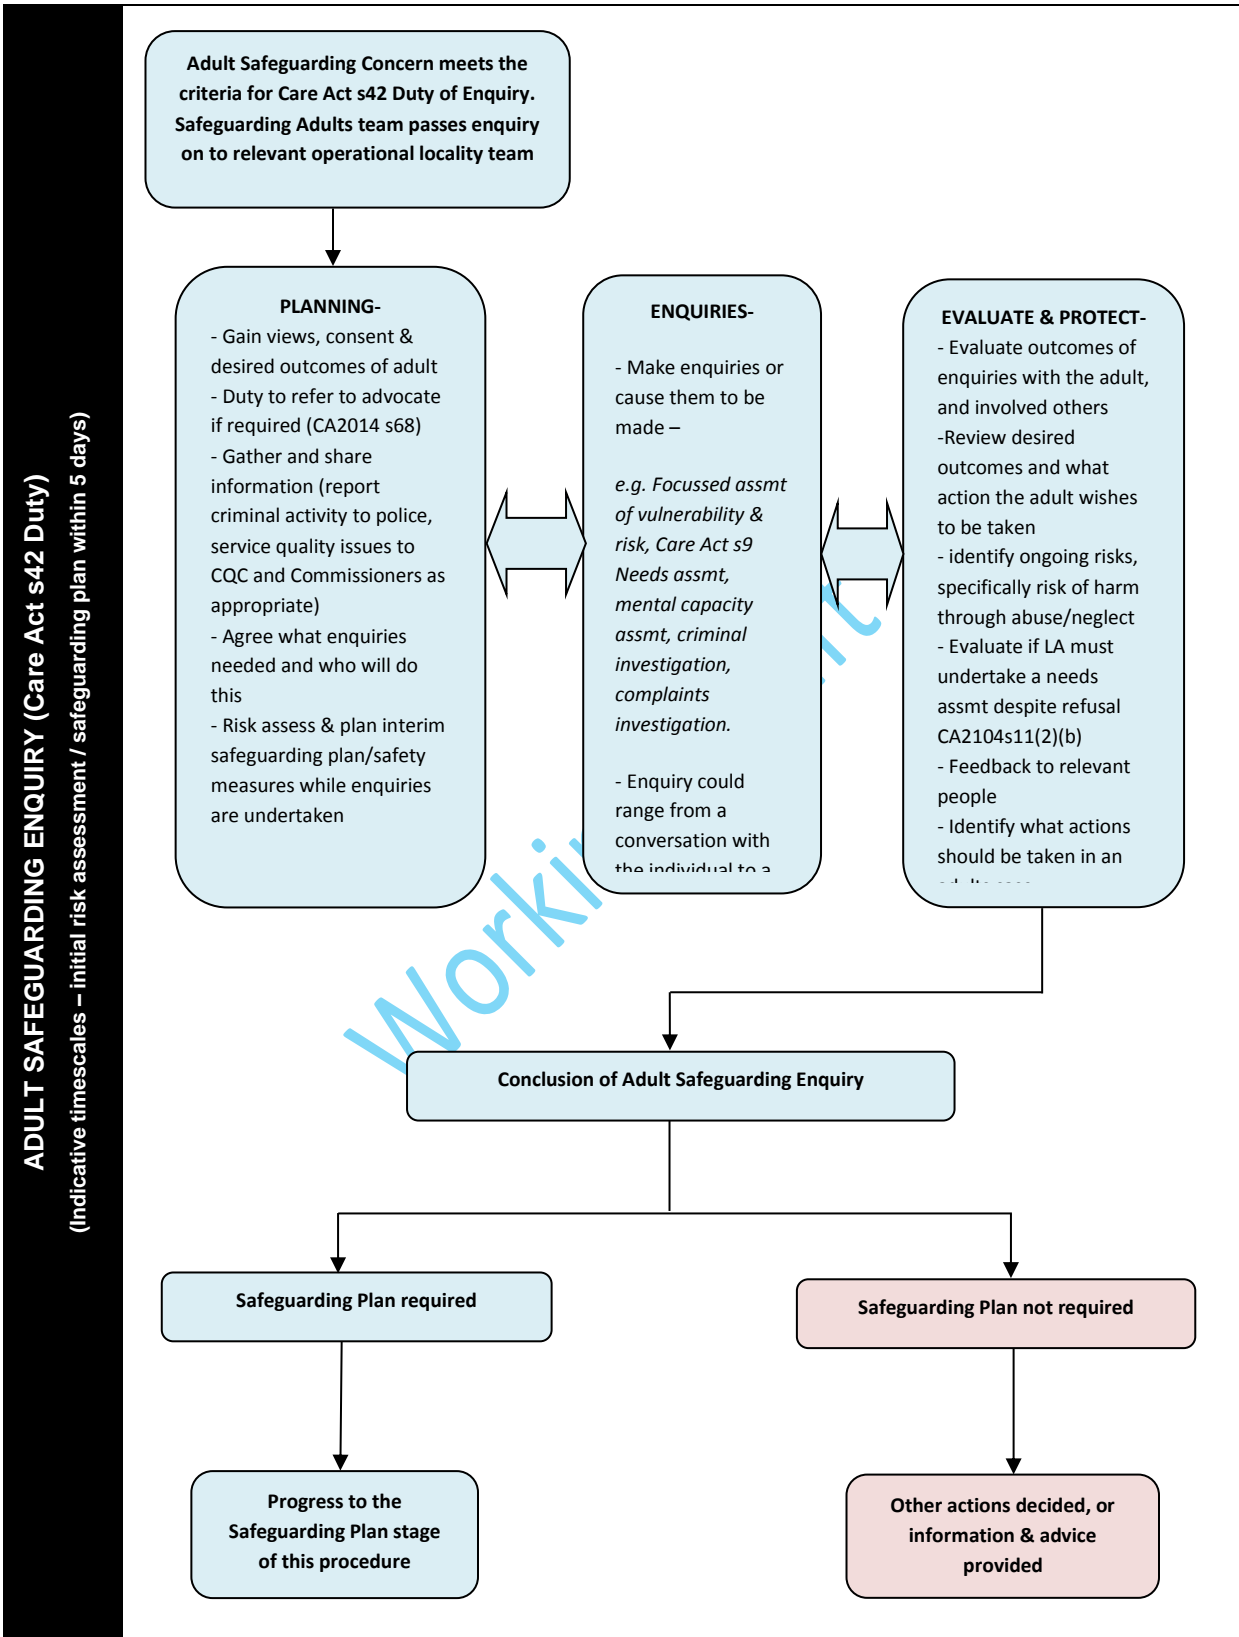 ADULT SAFEGUARDING ENQUIRY (Care Act s42 Duty)
(Indicative timescales – initial risk assessment / safeguarding plan within 5 days)
Adult Safeguarding Concern meets the
criteria for Care Act s42 Duty of Enquiry.
Safeguarding Adults team passes enquiry
on to relevant operational locality team
PLANNING-
- Gain views, consent &
desired outcomes of adult
- Duty to refer to advocate
if required (CA2014 s68)
- Gather and share
information (report
criminal activity to police,
service quality issues to
CQC and Commissioners as
appropriate)
- Agree what enquiries
needed and who will do
this
- Risk assess & plan interim
safeguarding plan/safety
measures while enquiries
are undertaken
ENQUIRIES-
- Make enquiries or
cause them to be
made –
e.g. Focussed assmt
of vulnerability &
risk, Care Act s9
Needs assmt,
mental capacity
assmt, criminal
investigation,
complaints
investigation.
- Enquiry could
range from a
conversation with
the individual to a
EVALUATE & PROTECT-
- Evaluate outcomes of
enquiries with the adult,
and involved others
-Review desired
outcomes and what
action the adult wishes
to be taken
- identify ongoing risks,
specifically risk of harm
through abuse/neglect
- Evaluate if LA must
undertake a needs
assmt despite refusal
CA2104s11(2)(b)
- Feedback to relevant
people
- Identify what actions
should be taken in an
Conclusion of Adult Safeguarding Enquiry
Safeguarding Plan required
Safeguarding Plan not required
Progress to the
Safeguarding Plan stage
of this procedure
Other actions decided, or
information & advice
provided